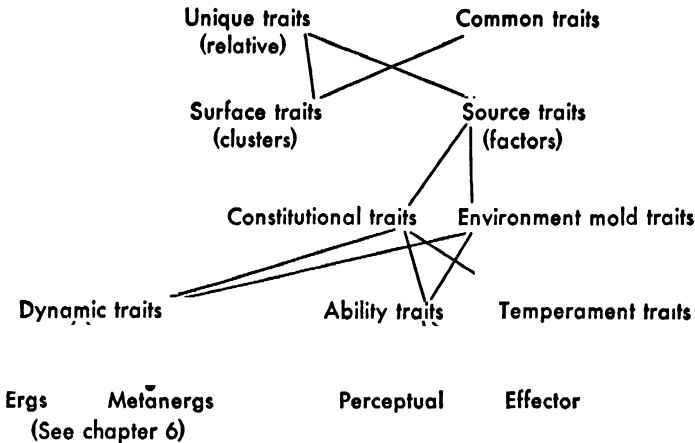 Unique traits Common traits
(relative)
Surface traits Source traits
(clusters) (factors)
Constitutional traits Environment mold traits
Dynamic traits Ability traits Temperament traits
Ergs Metanergs Perceptual Effector
(See chapter 6)